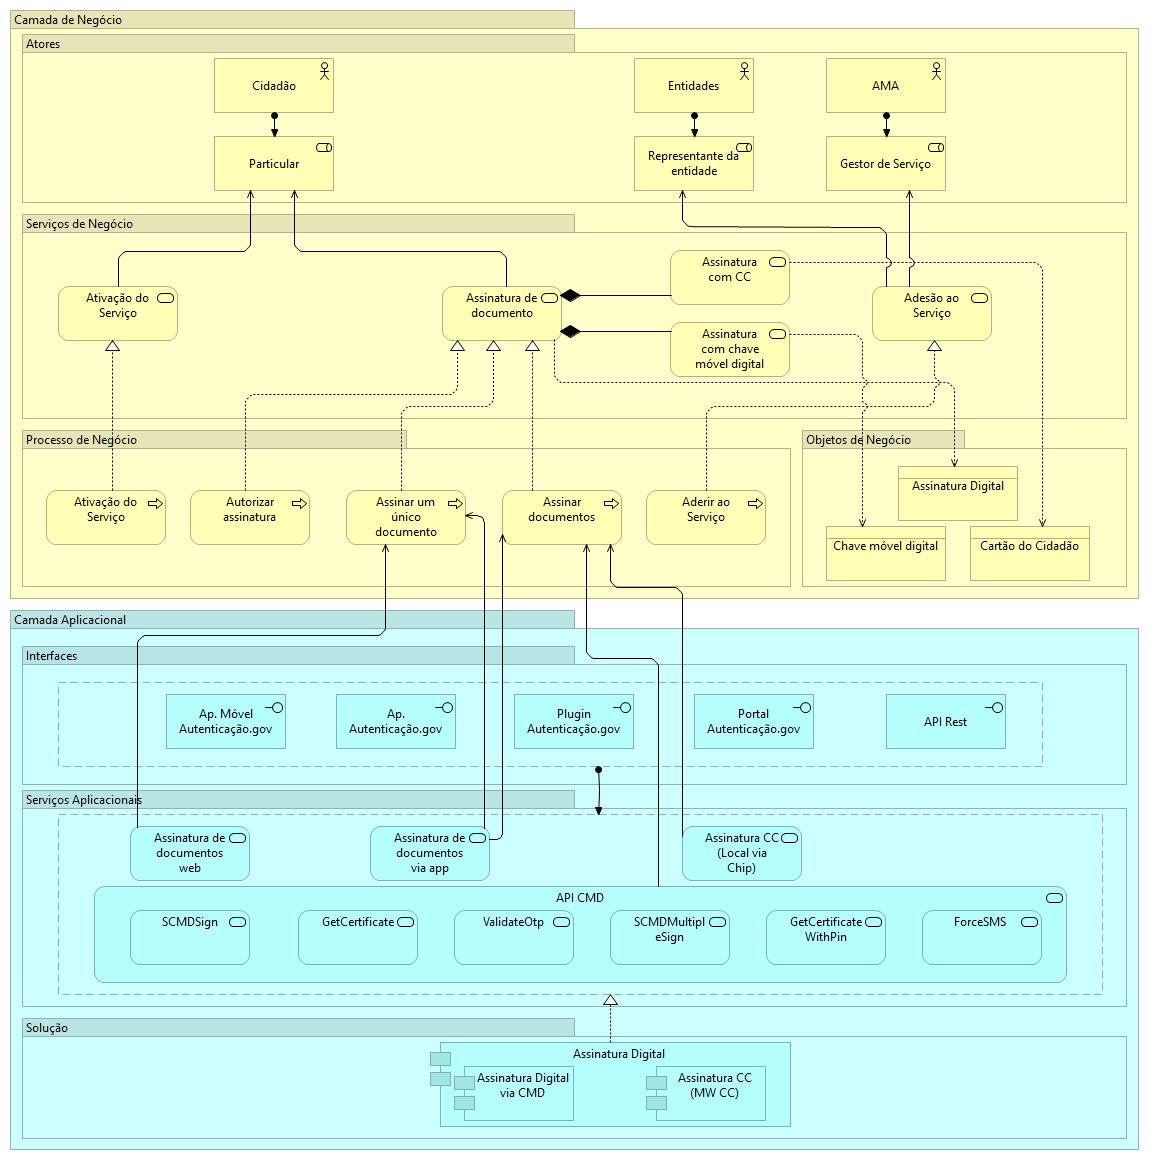 Camada de Negócio
Atores
Cidadão
Entidades
AMA
Particular
Representante da
entidade
Gestor de Serviço
Serviços de Negócio
Assinatura
com CC
Ativação do
Serviço
Assinatura de
documento
Adesão ao
Serviço
Assinatura
com chave
móvel digital
Processo de Negócio
Objetos de Negócio
Assinatura Digital
Ativação do
Serviço
Autorizar
assinatura
Assinar um
único
documento
Assinar
documentos
Aderir ao
Serviço
Chave móvel digital
Cartão do Cidadão
Camada Aplicacional
Interfaces
Ap. Móvel
Autenticação.gov
Ap.
Autenticação.gov
Plugin
Autenticação.gov
Portal
Autenticação.gov
API Rest
Serviços Aplicacionais
Assinatura de
documentos
web
Assinatura de
documentos
via app
Assinatura CC
(Local via
Chip)
API CMD
SCMDSign
GetCertificate
ValidateOtp
SCMDMultipl
eSign
GetCertificate
WithPin
ForceSMS
Solução
Assinatura Digital
Assinatura Digital
via CMD
Assinatura CC
(MW CC)